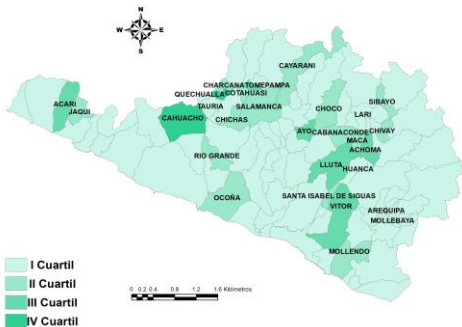 N
W E
S
CAYARANI
CHARCANA TOMEPAMPA
QUECHUALLA COTAHUASI
TAURIA SALAMANCA
ACARI
JAQUI
CAHUACHO CHICHAS
CHOCO
SIBAYO
LARI
AYO CABANACONDE CHIVAY
MACA
ACHOMA
RIO GRANDE
LLUTA HUANCA
OCOÑA
SANTA ISABEL DE SIGUAS
VITOR
AREQUIPA
MOLLEBAYA
MOLLENDO
I Cuartil
II Cuartil
III Cuartil
IV Cuartil
0 0.2 0.4 0.8 1.2 1.6 Kilómetros